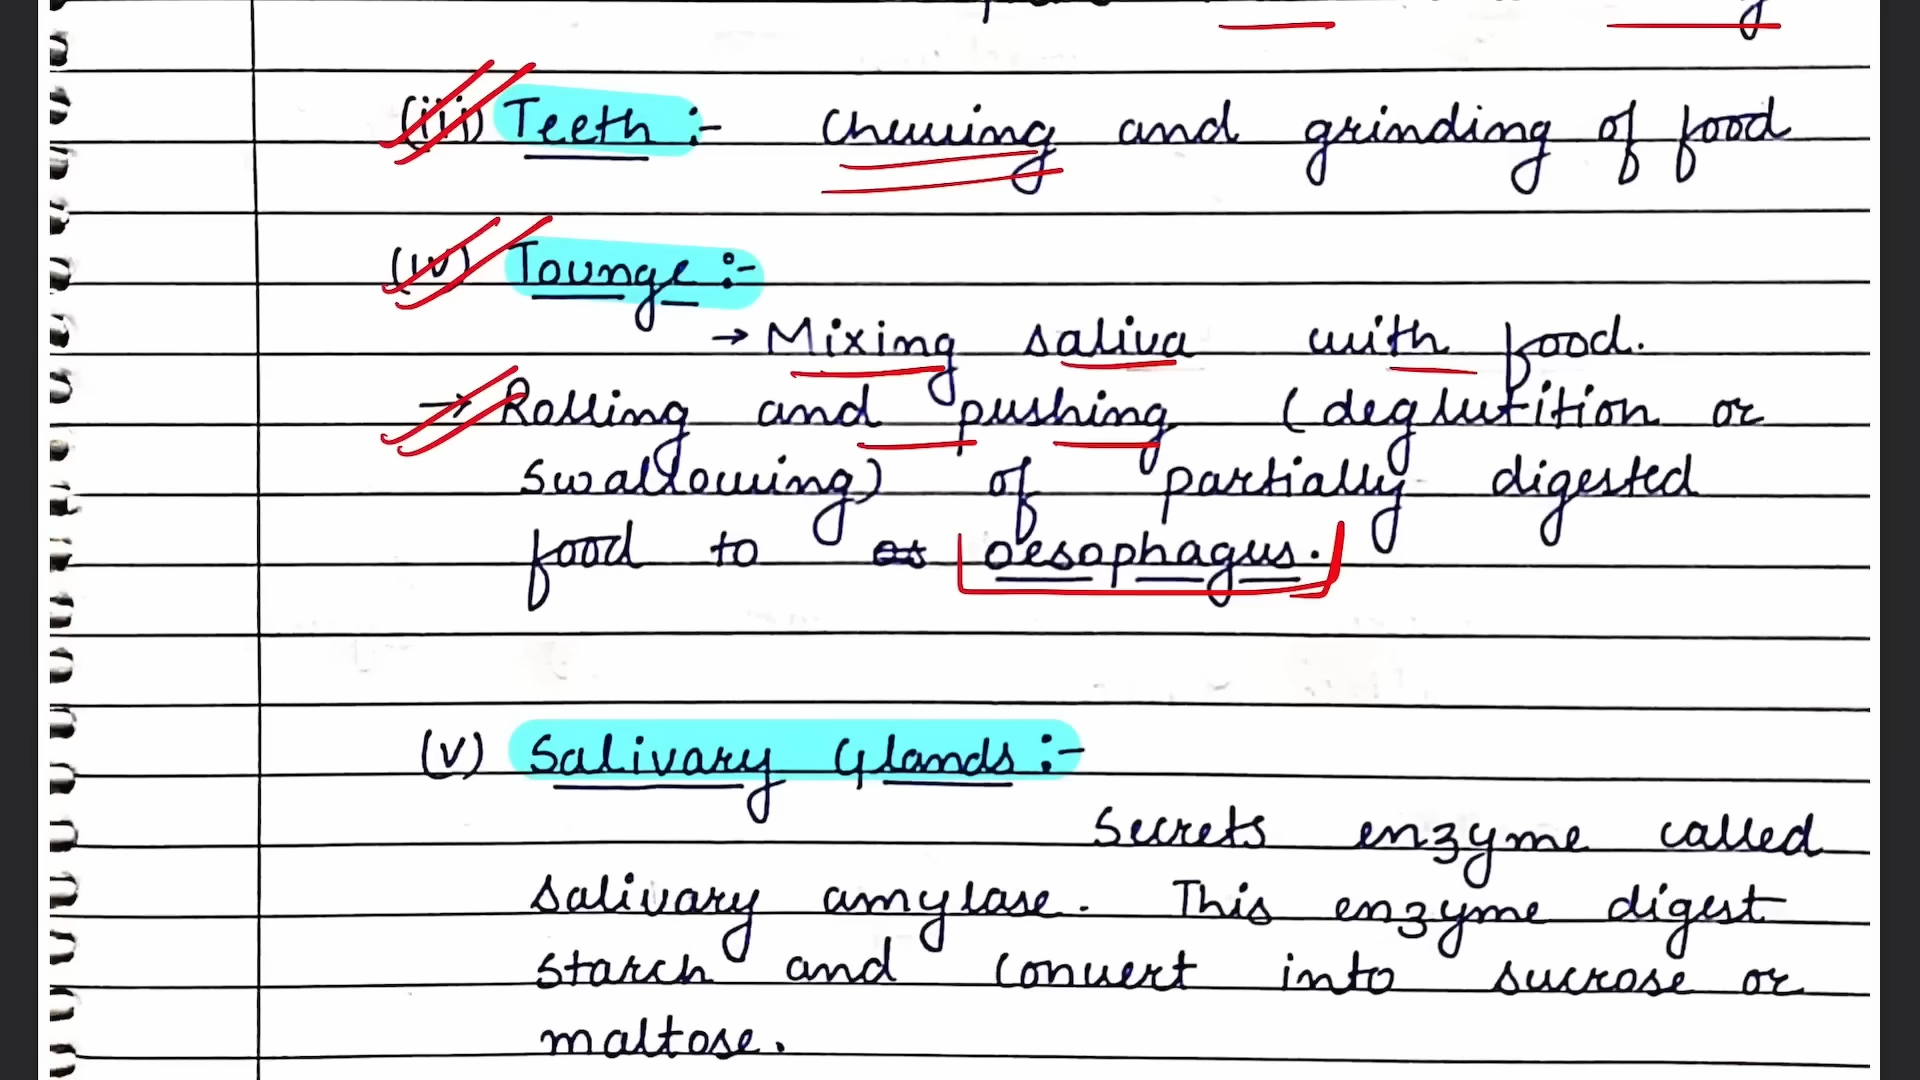 (iii) Teeth :- Chewing and grinding of food
(iv) Tounge :-
→ Mixing saliva with food.
→ Rolling and pushing (deglutition or
swallowing) of partially digested
food to oesophagus.
(v) Salivary Glands :-
Secrets enzyme called
salivary amylase. This enzyme digest
starch and convert into sucrose or
maltose.